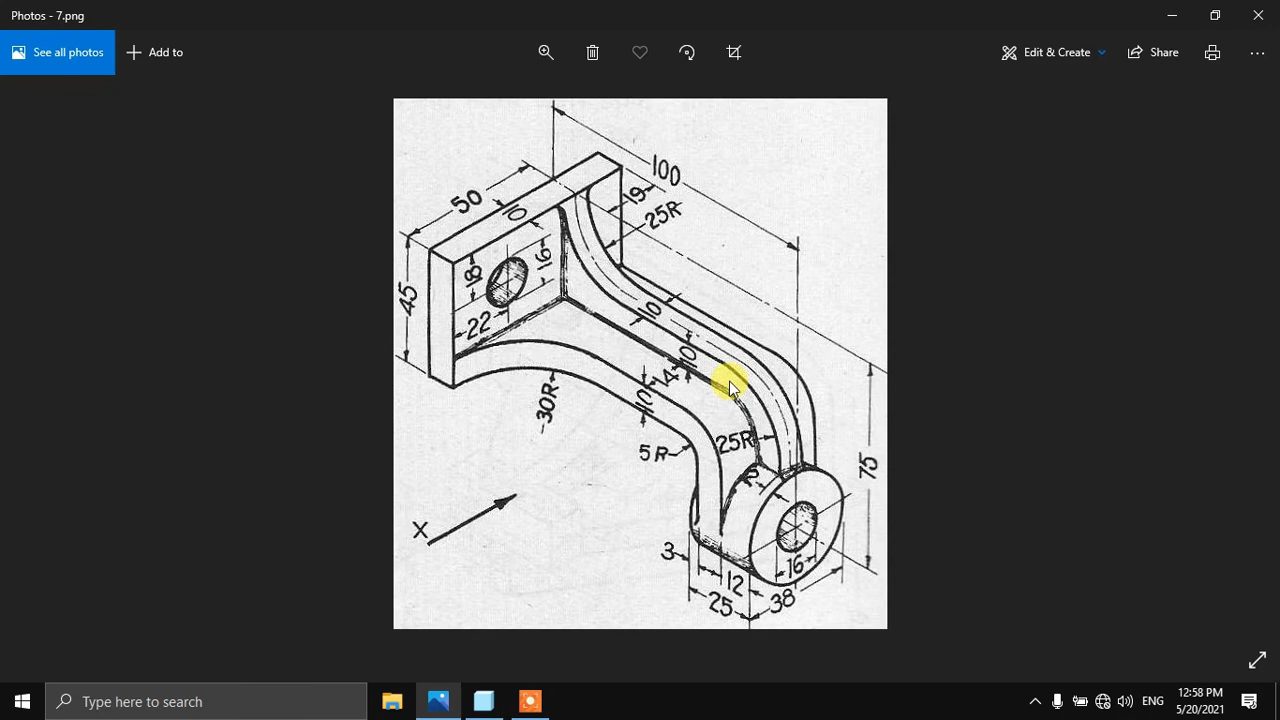 Photos - 7.png
See all photos
Add to
Edit & Create
Share
100
50
10
19
25R
18
16
45
22
10
10
14
30R
10
25R
5R
75
X
3
16
12
25
38
Type here to search
ENG
12:58 PM
5/20/2021